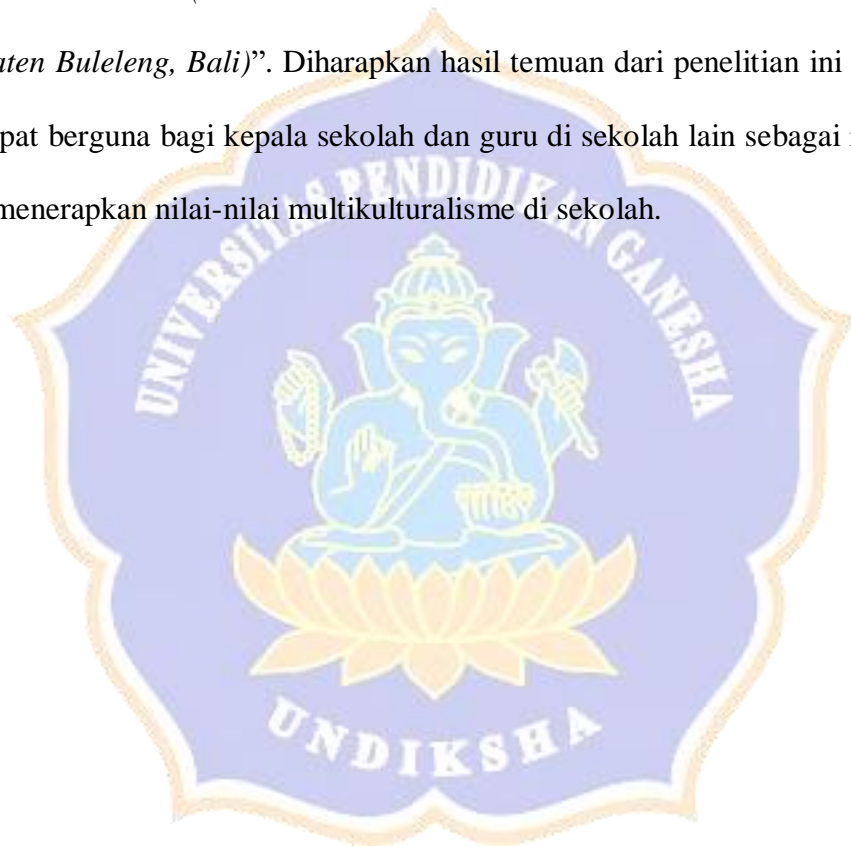 aten Buleleng, Bali)”. Diharapkan hasil temuan dari penelitian ini
pat berguna bagi kepala sekolah dan guru di sekolah lain sebagai
menerapkan nilai-nilai multikulturalisme di sekolah.
UNIVERSITAS PENDIDIKAN GANESHA
UNDIKSHA